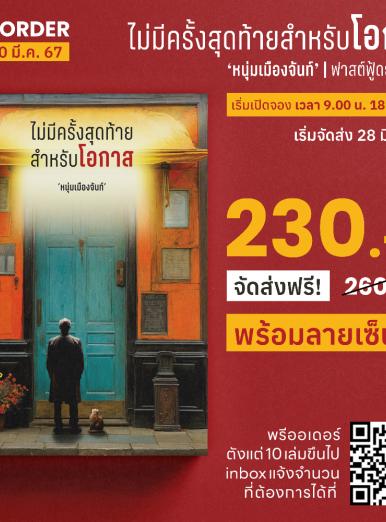 ORDER
0 มี.ค. 67
ไม่มีครั้งสุดท้ายสำหรับโอก
'หนุ่มเมืองจันท์' | ฟาสต์ฟู้ดธ
เริ่มเปิดจอง เวลา 9.00 น. 18
เริ่มจัดส่ง 28 มี
ไม่มีครั้งสุดท้าย
สำหรับโอกาส
'หนุ่มเมืองจันท์'
230.-
จัดส่งฟรี! 260
พร้อมลายเซ็น
พรีออเดอร์
ตั้งแต่ 10 เล่มขึ้นไป
inbox แจ้งจำนวน
ที่ต้องการได้ที่